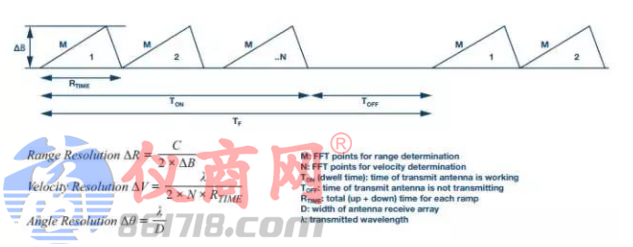 ΔB M 1 M 2 M ..N M 1 M 2
R_TIME
T_ON T_OFF
T_F
仪商网®
861718.com
Range Resolution ΔR = C / (2 × ΔB)
Velocity Resolution ΔV = λ / (2 × N × R_TIME)
Angle Resolution Δθ = λ / D
M: FFT points for range determination
N: FFT points for velocity determination
T_ON (dwell time): time of transmit antenna is working
T_OFF: time of transmit antenna is not transmitting
R_TIME: total (up + down) time for each ramp
D: width of antenna receive array
λ: transmitted wavelength